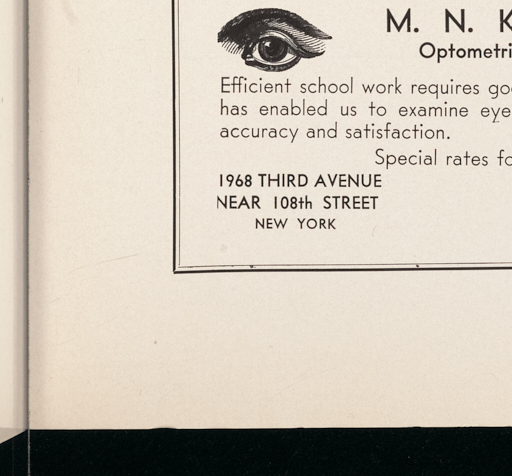 M. N. K
Optometri
Efficient school work requires go
has enabled us to examine eye
accuracy and satisfaction.
Special rates fo
1968 THIRD AVENUE
NEAR 108th STREET
NEW YORK